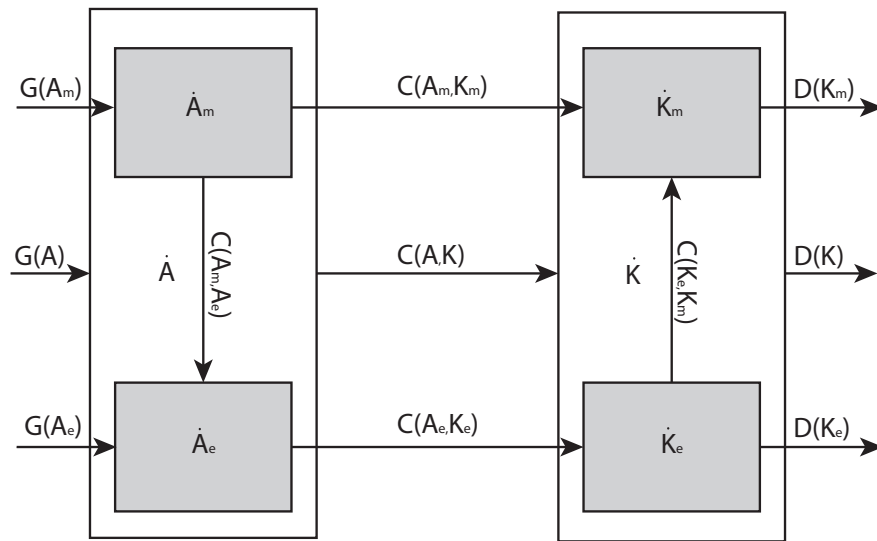 G(Aₘ) Ȧₘ C(Aₘ,Kₘ) K̇ₘ D(Kₘ)
G(A) Ȧ C(Aₘ,Aₑ) C(A,K) K̇ C(Kₑ,Kₘ) D(K)
G(Aₑ) Ȧₑ C(Aₑ,Kₑ) K̇ₑ D(Kₑ)